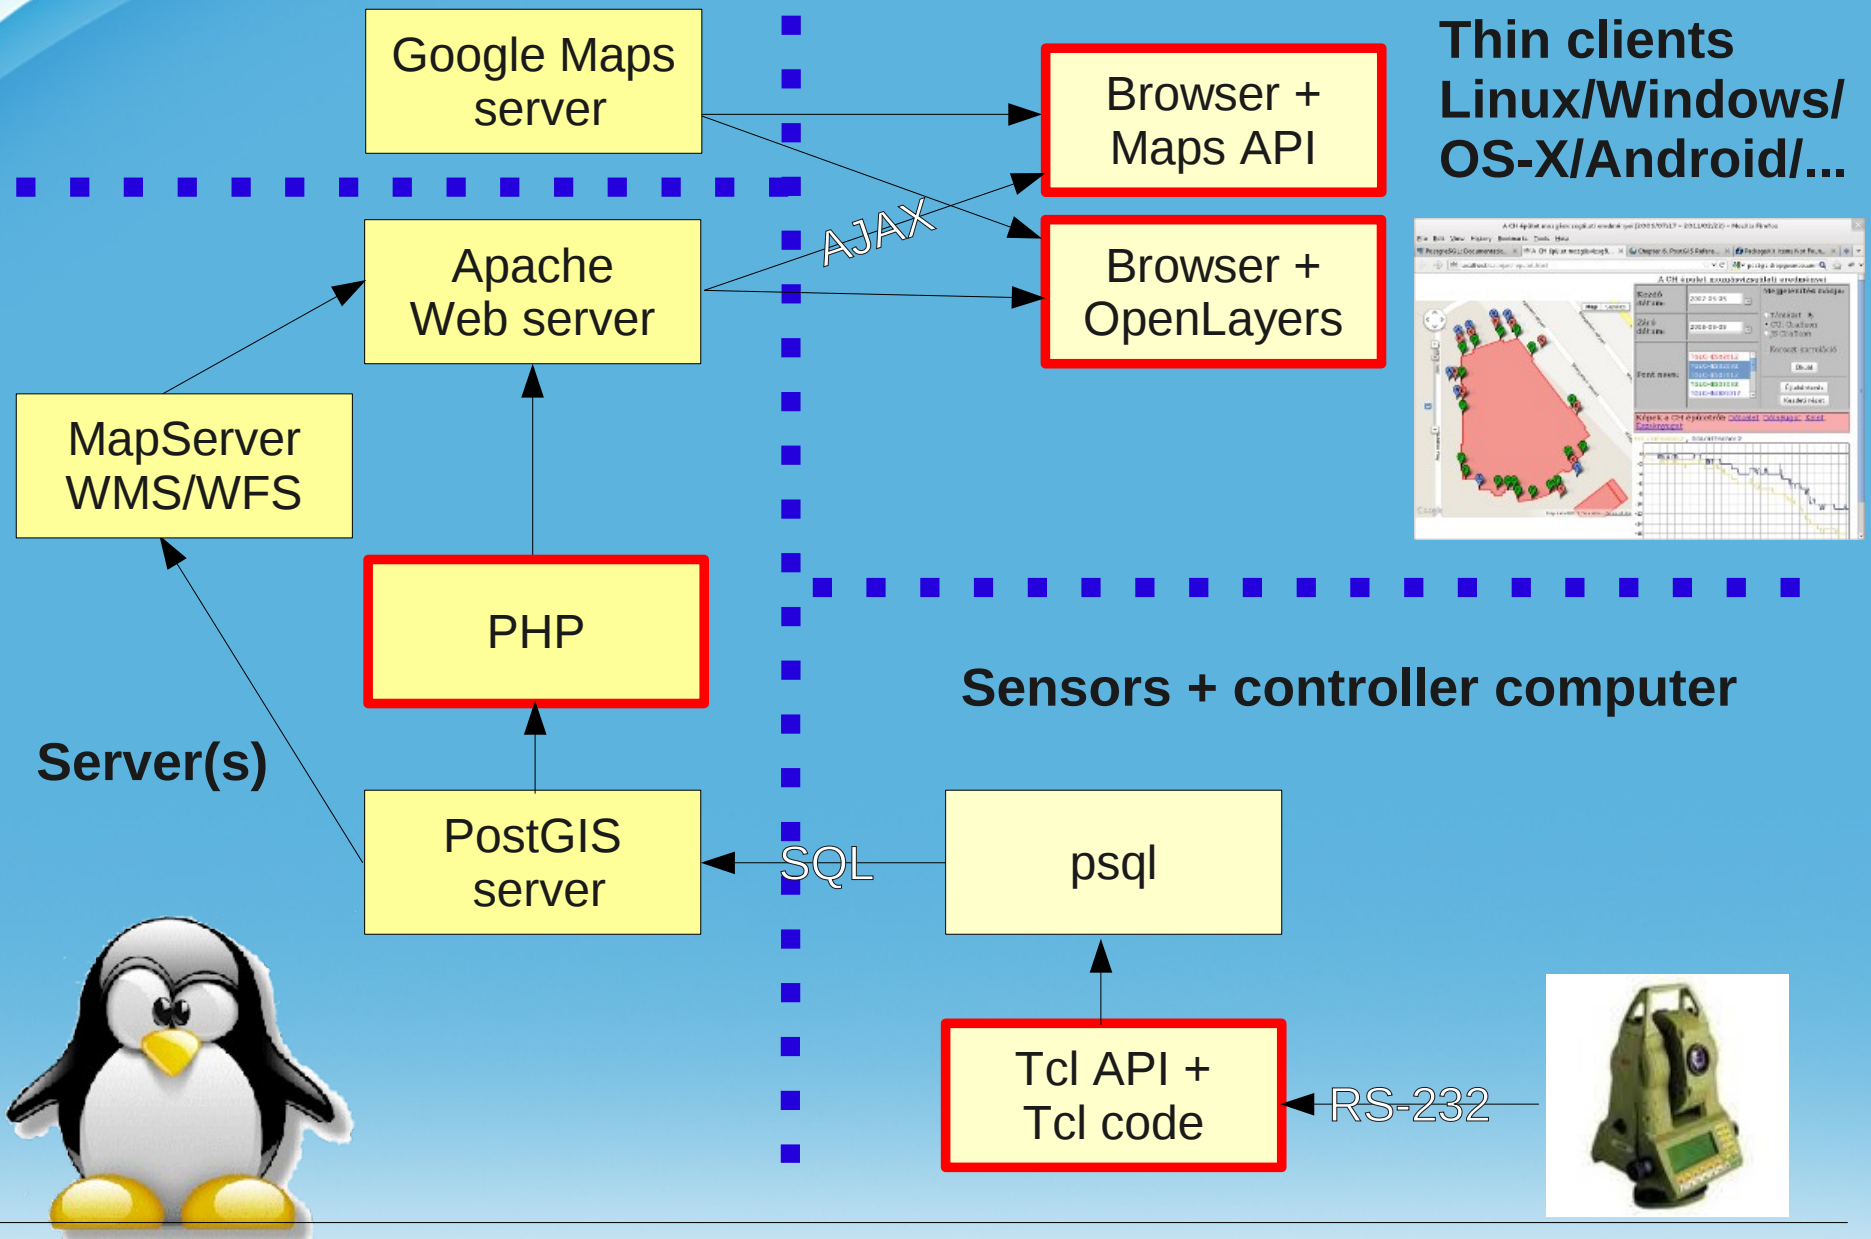 Google Maps
server
Browser +
Maps API
Thin clients
Linux/Windows/
OS-X/Android/...
AJAX
Apache
Web server
Browser +
OpenLayers
MapServer
WMS/WFS
PHP
Sensors + controller computer
Server(s)
PostGIS
server
SQL
psql
Tcl API +
Tcl code
RS-232